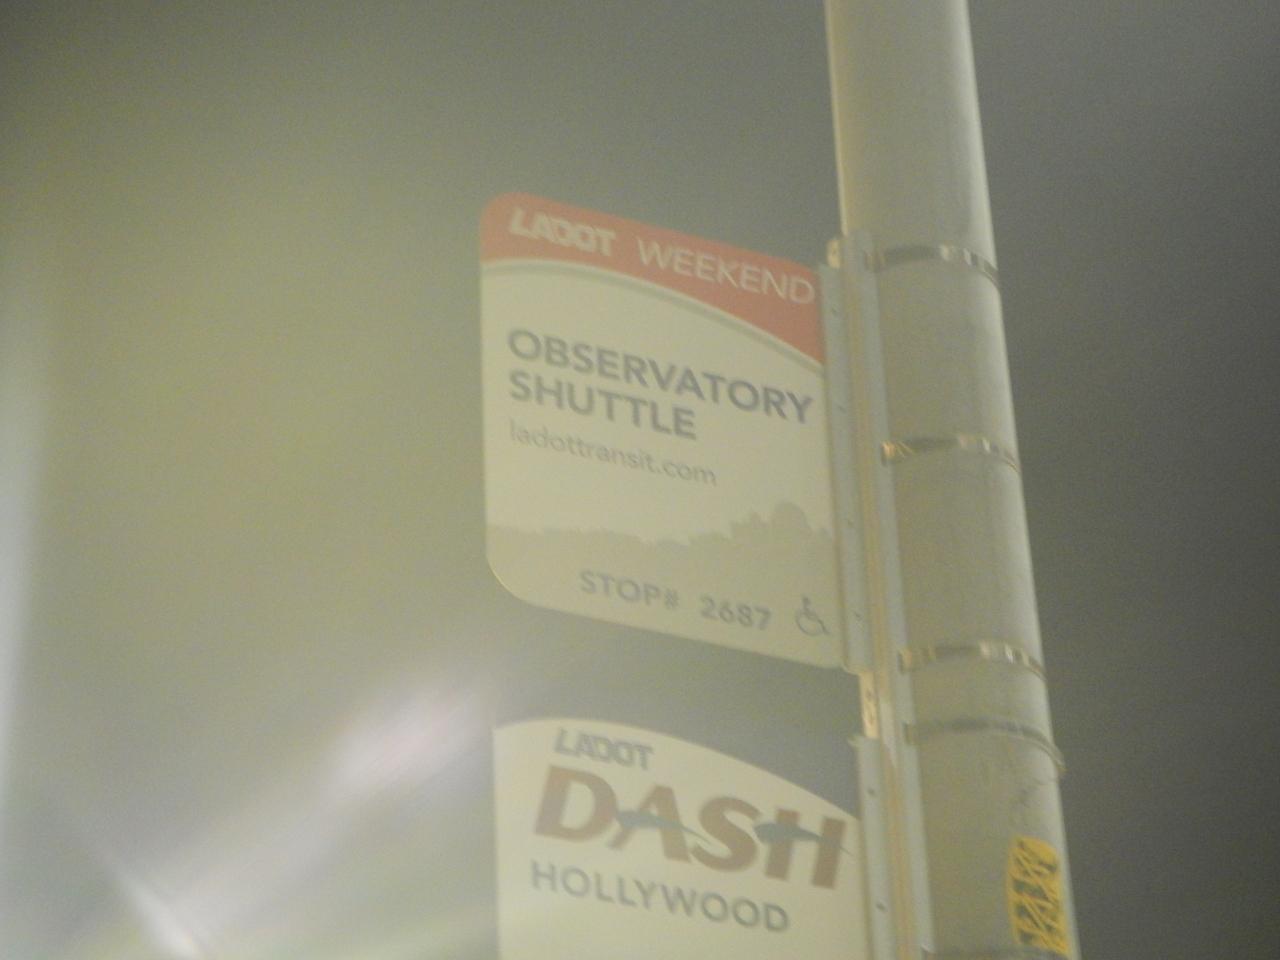 LADOT WEEKEND
OBSERVATORY
SHUTTLE
ladottransit.com
STOP# 2687
LADOT
DASH
HOLLYWOOD